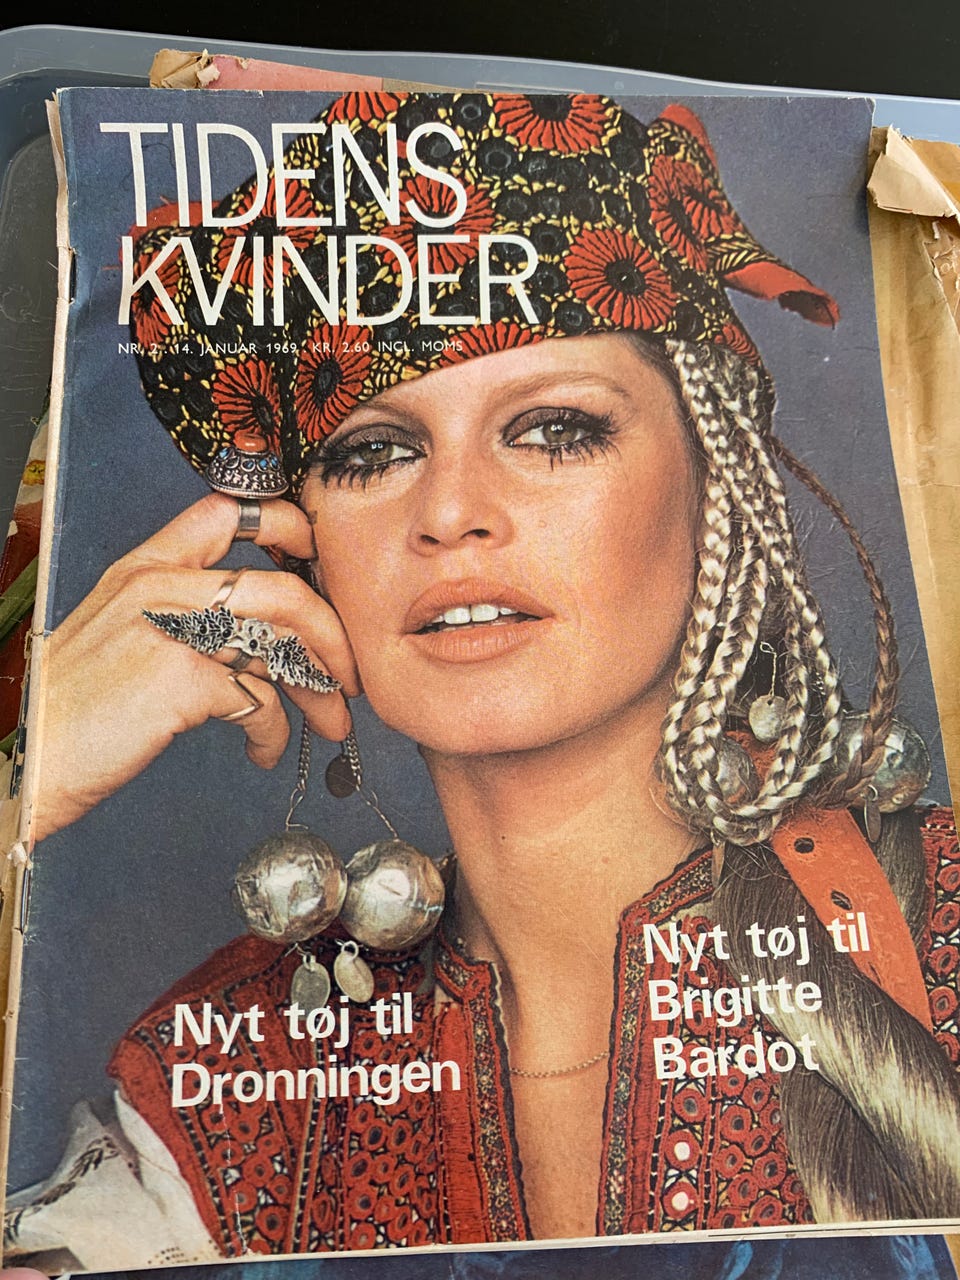 TIDENS
KVINDER
NR. 2 . 14. JANUAR 1969 . KR. 2.60 INCL. MOMS
Nyt tøj til
Dronningen
Nyt tøj til
Brigitte
Bardot